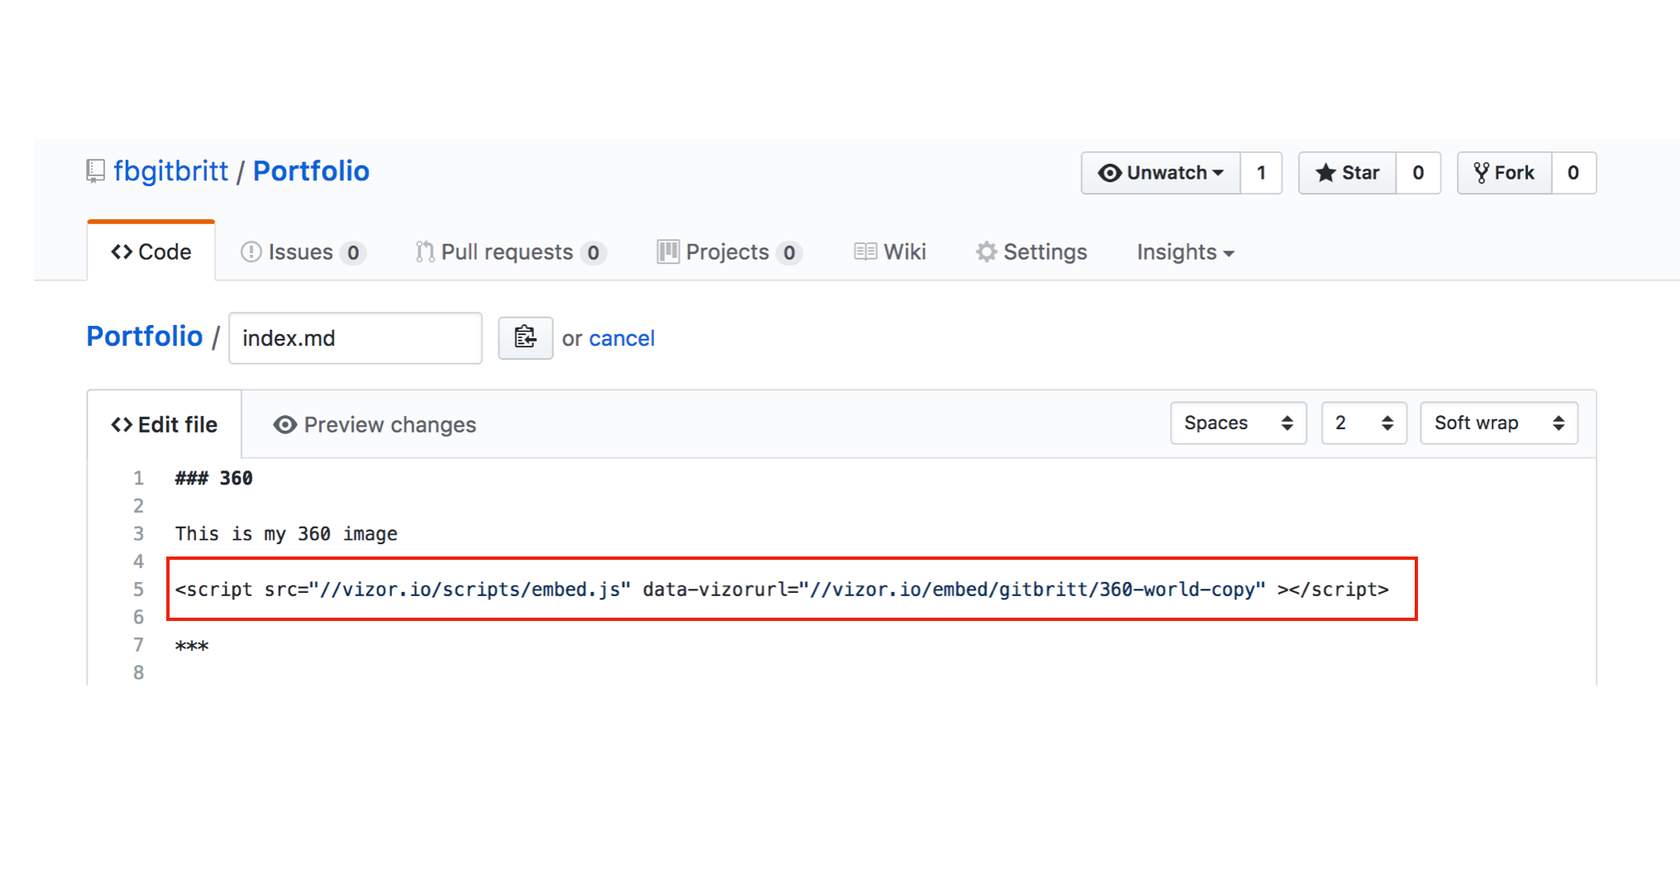 fbgitbritt / Portfolio
Unwatch 1 Star 0 Fork 0
Code Issues 0 Pull requests 0 Projects 0 Wiki Settings Insights
Portfolio / index.md or cancel
Edit file Preview changes Spaces 2 Soft wrap
1 ### 360
2
3 This is my 360 image
4
5 <script src="//vizor.io/scripts/embed.js" data-vizorurl="//vizor.io/embed/gitbritt/360-world-copy" ></script>
6
7 ***
8